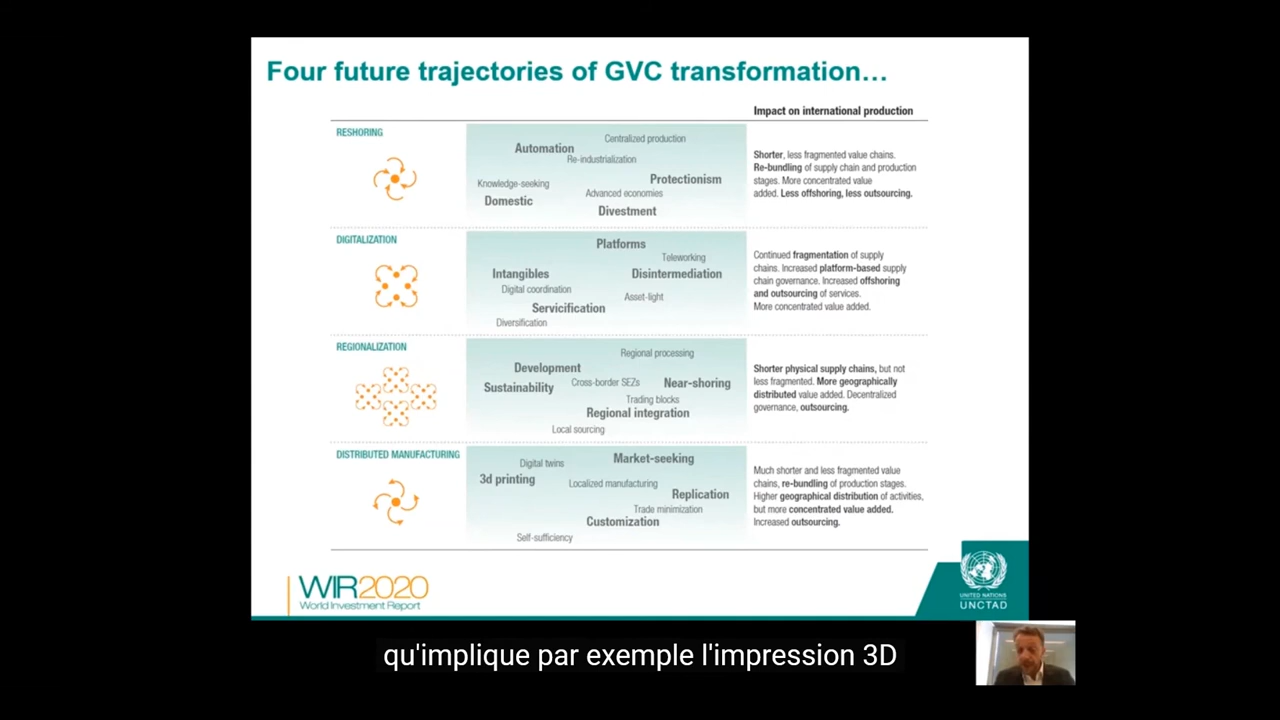 Four future trajectories of GVC transformation…
Impact on international production
RESHORING
Centralized production
Automation
Re-industrialization
Protectionism
Knowledge-seeking
Advanced economies
Domestic
Divestment
Shorter, less fragmented value chains.
Re-bundling of supply chain and production
stages. More concentrated value
added. Less offshoring, less outsourcing.
DIGITALIZATION
Platforms
Teleworking
Intangibles
Disintermediation
Digital coordination
Asset-light
Servicification
Diversification
Continued fragmentation of supply
chains. Increased platform-based supply
chain governance. Increased offshoring
and outsourcing of services.
More concentrated value added.
REGIONALIZATION
Regional processing
Development
Sustainability
Cross-border SEZs
Near-shoring
Trading blocks
Regional integration
Local sourcing
Shorter physical supply chains, but not
less fragmented. More geographically
distributed value added. Decentralized
governance, outsourcing.
DISTRIBUTED MANUFACTURING
Market-seeking
Digital twins
3d printing
Localized manufacturing
Replication
Trade minimization
Customization
Self-sufficiency
Much shorter and less fragmented value
chains, re-bundling of production stages.
Higher geographical distribution of activities,
but more concentrated value added.
Increased outsourcing.
WIR2020
World Investment Report
UNITED NATIONS
UNCTAD
qu'implique par exemple l'impression 3D